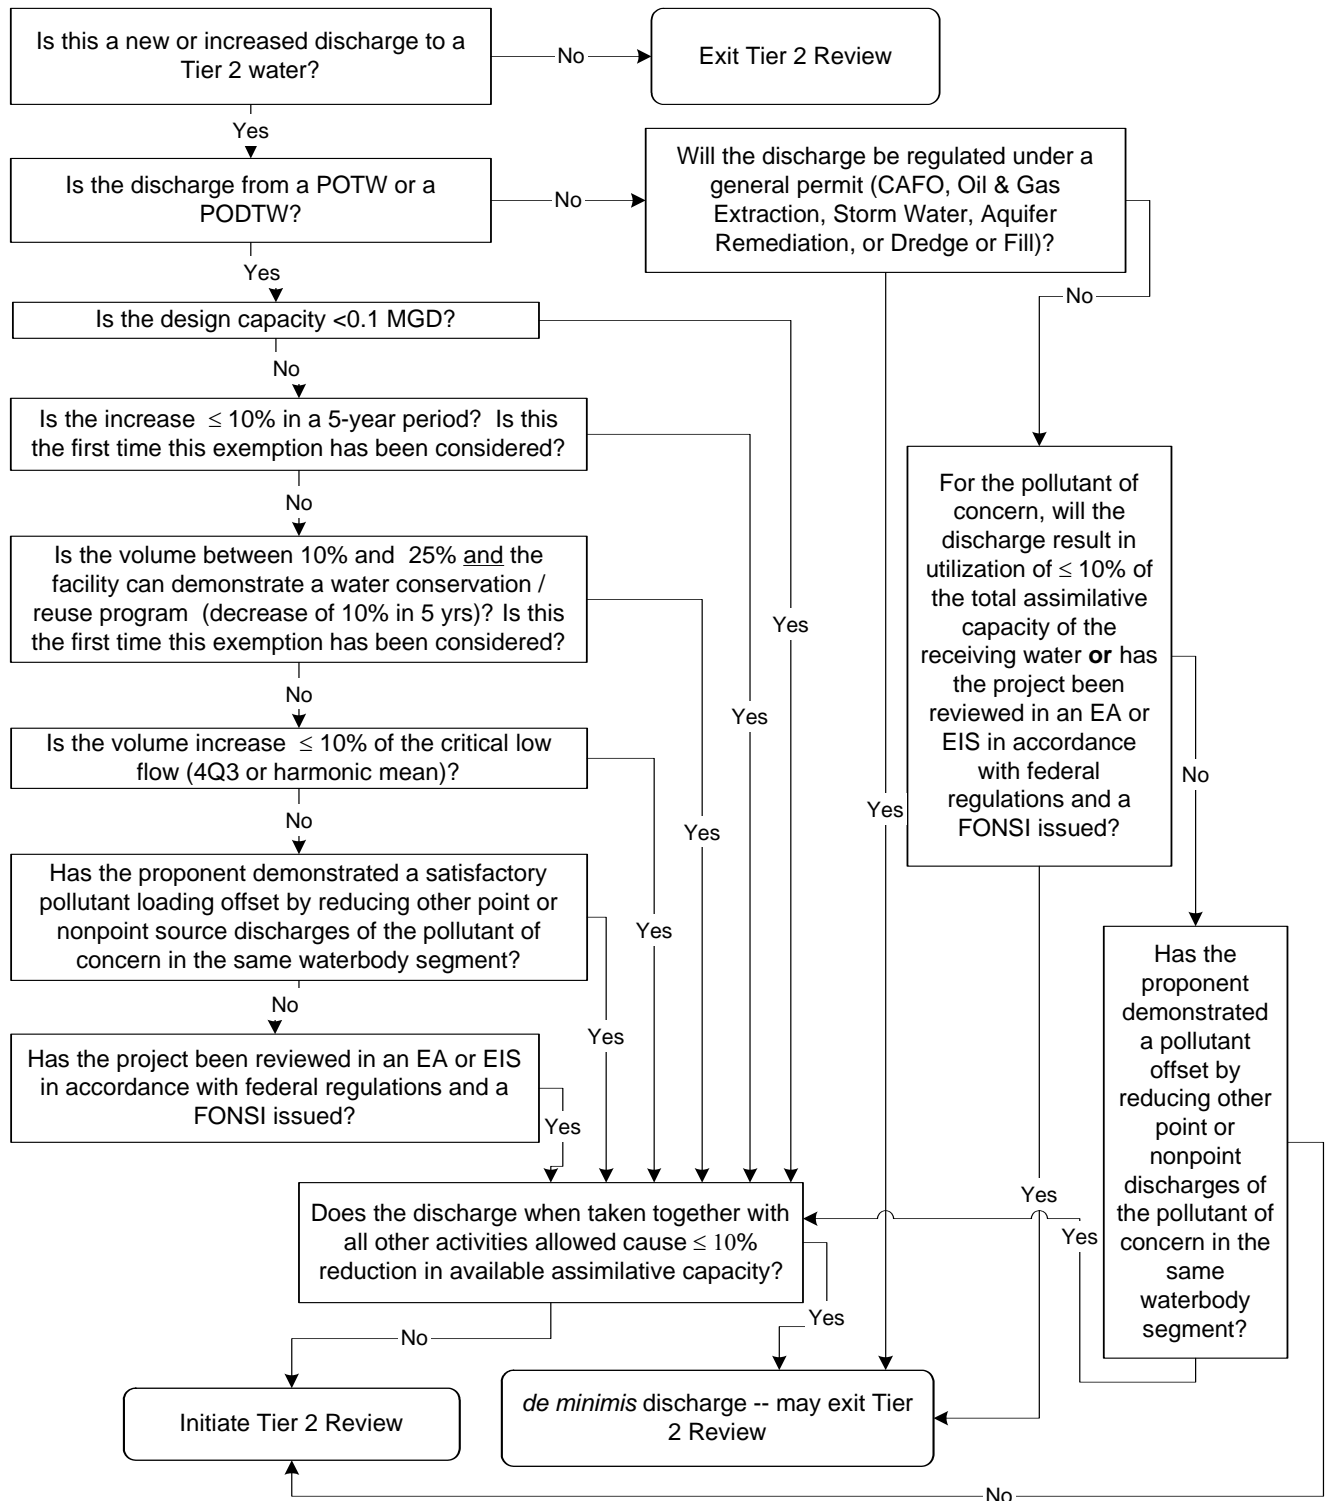 Is this a new or increased discharge to a
Tier 2 water?
No
Exit Tier 2 Review
Yes
Is the discharge from a POTW or a
PODTW?
No
Will the discharge be regulated under a
general permit (CAFO, Oil & Gas
Extraction, Storm Water, Aquifer
Remediation, or Dredge or Fill)?
Yes
No
Is the design capacity <0.1 MGD?
No
Is the increase ≤ 10% in a 5-year period? Is this
the first time this exemption has been considered?
No
Is the volume between 10% and 25% and the
facility can demonstrate a water conservation /
reuse program (decrease of 10% in 5 yrs)? Is this
the first time this exemption has been considered?
Yes
For the pollutant of
concern, will the
discharge result in
utilization of ≤ 10% of
the total assimilative
capacity of the
receiving water or has
the project been
reviewed in an EA or
EIS in accordance
with federal
regulations and a
FONSI issued?
No
Yes
Is the volume increase ≤ 10% of the critical low
flow (4Q3 or harmonic mean)?
No
No
Yes
Yes
Has the proponent demonstrated a satisfactory
pollutant loading offset by reducing other point or
nonpoint source discharges of the pollutant of
concern in the same waterbody segment?
Yes
No
Yes
Has the project been reviewed in an EA or EIS
in accordance with federal regulations and a
FONSI issued?
Yes
Has the
proponent
demonstrated
a pollutant
offset by
reducing other
point or
nonpoint
discharges of
the pollutant of
concern in the
same
waterbody
segment?
Yes
Yes
Does the discharge when taken together with
all other activities allowed cause ≤ 10%
reduction in available assimilative capacity?
Yes
No
Initiate Tier 2 Review
de minimis discharge -- may exit Tier
2 Review
No